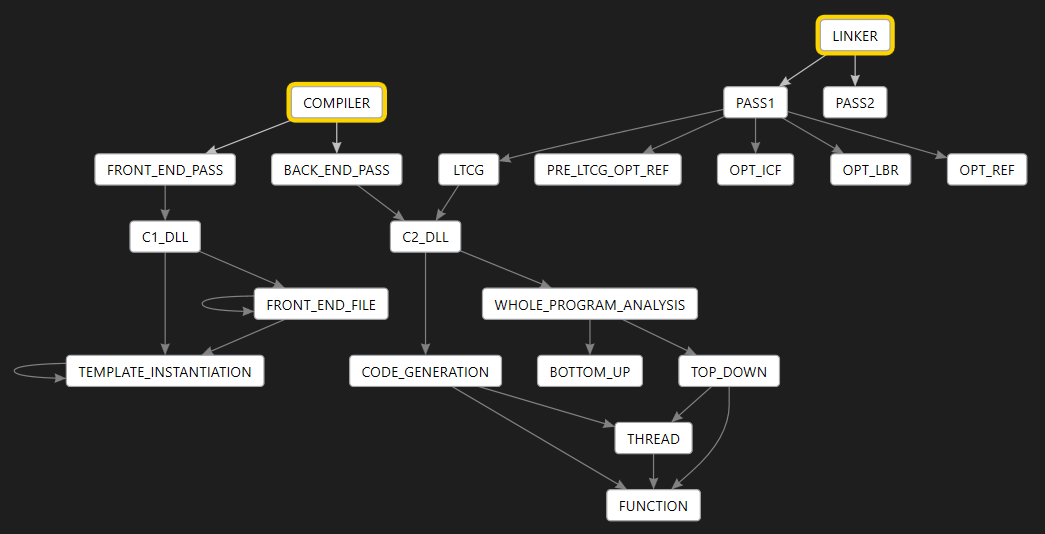 LINKER
COMPILER
PASS1
PASS2
FRONT_END_PASS
BACK_END_PASS
LTCG
PRE_LTCG_OPT_REF
OPT_ICF
OPT_LBR
OPT_REF
C1_DLL
C2_DLL
FRONT_END_FILE
WHOLE_PROGRAM_ANALYSIS
TEMPLATE_INSTANTIATION
CODE_GENERATION
BOTTOM_UP
TOP_DOWN
THREAD
FUNCTION